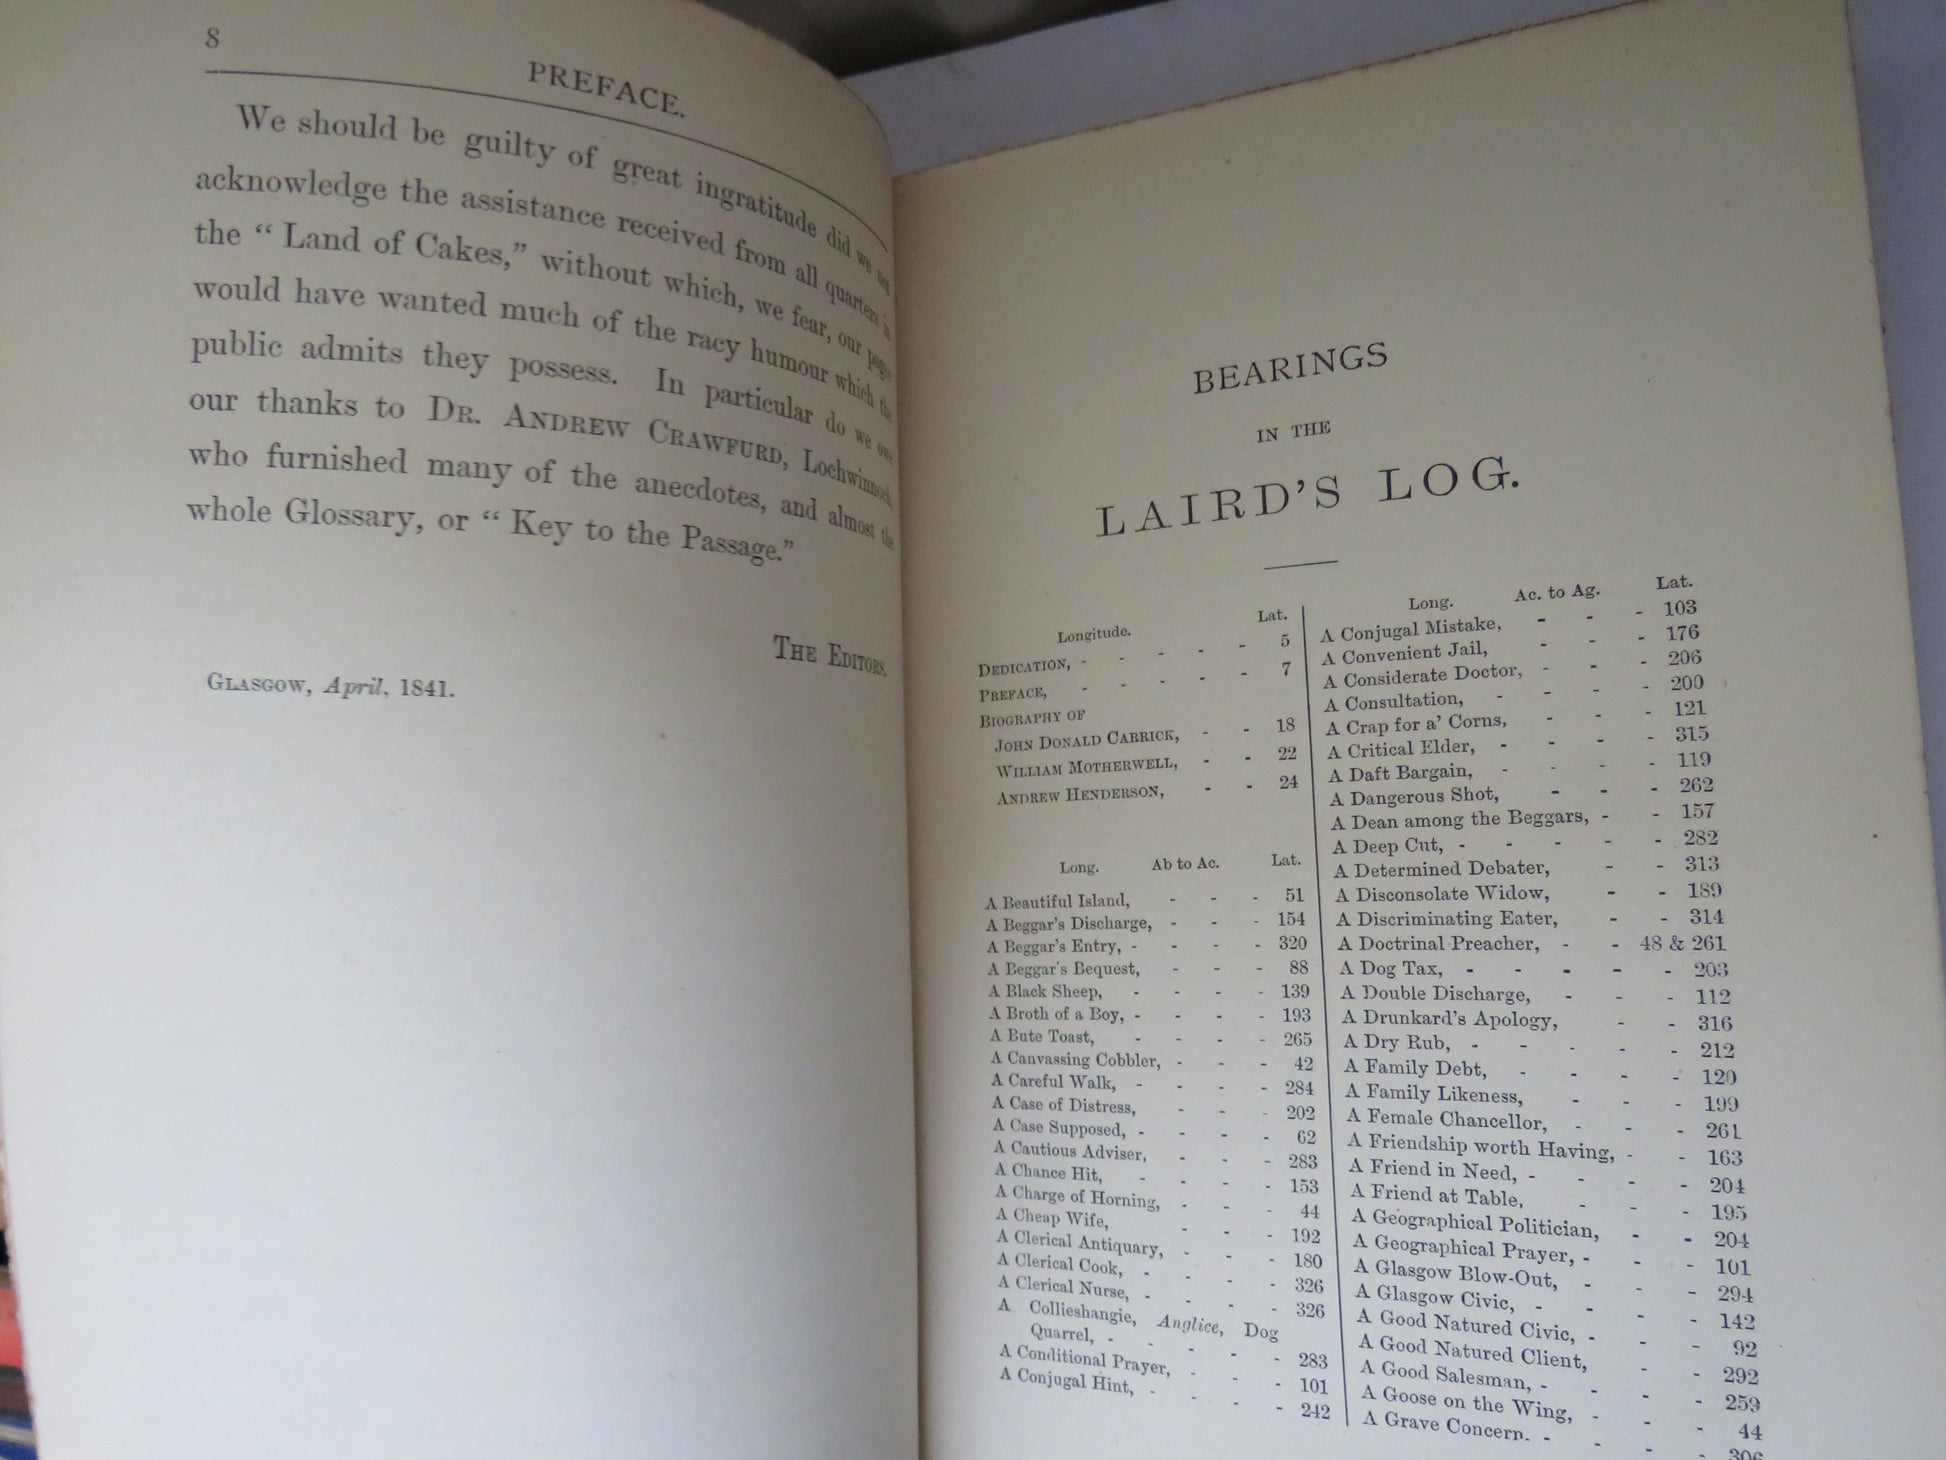 8
PREFACE.
We should be guilty of great ingratitude did we not
acknowledge the assistance received from all quarters in
the “ Land of Cakes,” without which, we fear, our pages
would have wanted much of the racy humour which the
public admits they possess. In particular do we owe
our thanks to DR. ANDREW CRAWFURD, Lochwinnoch,
who furnished many of the anecdotes, and almost the
whole Glossary, or “ Key to the Passage.”
THE EDITORS.
GLASGOW, April, 1841.
BEARINGS
IN THE
LAIRD'S LOG.
Longitude. Lat.
DEDICATION, - - - - - 5
PREFACE, - - - - - 7
BIOGRAPHY OF
JOHN DONALD CARRICK, - - 18
WILLIAM MOTHERWELL, - - 22
ANDREW HENDERSON, - - 24
Long. Ab to Ac. Lat.
A Beautiful Island, - - - 51
A Beggar's Discharge, - - - 154
A Beggar's Entry, - - - - 320
A Beggar's Bequest, - - - 88
A Black Sheep, - - - - 139
A Broth of a Boy, - - - - 193
A Bute Toast, - - - - 265
A Canvassing Cobbler, - - - 42
A Careful Walk, - - - - 284
A Case of Distress, - - - 202
A Case Supposed, - - - - 62
A Cautious Adviser, - - - 283
A Chance Hit, - - - - 153
A Charge of Horning, - - - 44
A Cheap Wife, - - - 192
A Clerical Antiquary, - - - 180
A Clerical Cook, - - - - 326
A Clerical Nurse, - - - - 326
A Collieshangie, Anglice, Dog
Quarrel, - - - - - 283
A Conditional Prayer, - - - 101
A Conjugal Hint, - - - - 242
Long. Ac. to Ag. Lat.
A Conjugal Mistake, - - - 103
A Convenient Jail, - - - 176
A Considerate Doctor, - - - 206
A Consultation, - - - - 200
A Crap for a' Corns, - - - 121
A Critical Elder, - - - - 315
A Daft Bargain, - - - - 119
A Dangerous Shot, - - - 262
A Dean among the Beggars, - - 157
A Deep Cut, - - - - - 282
A Determined Debater, - - 313
A Disconsolate Widow, - - 189
A Discriminating Eater, - - 314
A Doctrinal Preacher, - - 48 & 261
A Dog Tax, - - - - - 203
A Double Discharge, - - - 112
A Drunkard's Apology, - - 316
A Dry Rub, - - - - - 212
A Family Debt, - - - - 120
A Family Likeness, - - - 199
A Female Chancellor, - - - 261
A Friendship worth Having, - - 163
A Friend in Need, - - - - 204
A Friend at Table, - - - 195
A Geographical Politician, - - 204
A Geographical Prayer, - - - 101
A Glasgow Blow-Out, - - - 294
A Glasgow Civic, - - - - 142
A Good Natured Civic, - - - 92
A Good Natured Client, - - 292
A Good Salesman, - - - - 259
A Goose on the Wing, - - - 44
A Grave Concern. - - - - 306